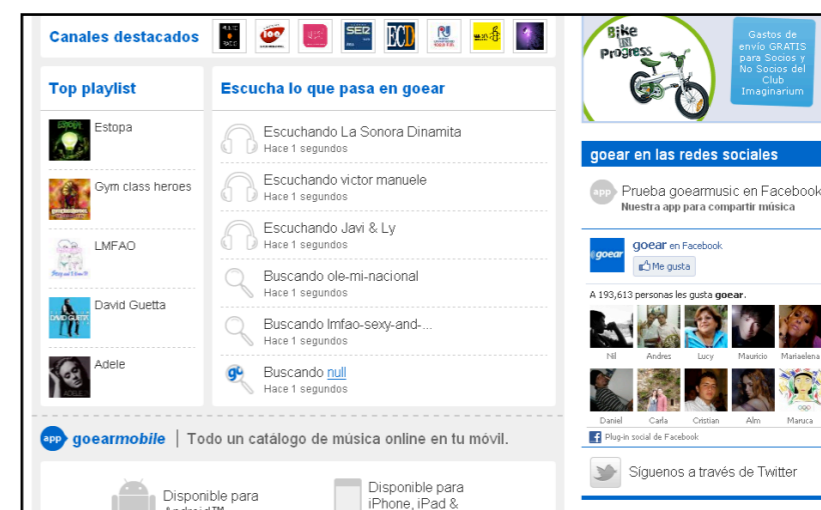 Canales destacados
SER
ECD
Top playlist
Estopa
Gym class heroes
LMFAO
David Guetta
Adele
Escucha lo que pasa en goear
Escuchando La Sonora Dinamita
Hace 1 segundos
Escuchando victor manuele
Hace 1 segundos
Escuchando Javi & Ly
Hace 1 segundos
Buscando ole-mi-nacional
Hace 1 segundos
Buscando lmfao-sexy-and-...
Hace 1 segundos
Buscando null
Hace 1 segundos
app goearmobile | Todo un catálogo de música online en tu móvil.
Disponible para
Android™
Disponible para
iPhone, iPad &
Bike
IN
Progress
Gastos de
envío GRATIS
para Socios y
No Socios del
Club
Imaginarium
goear en las redes sociales
app Prueba goearmusic en Facebook
Nuestra app para compartir música
goear
goear en Facebook
Me gusta
A 193,613 personas les gusta goear.
Nil Andres Lucy Mauricio Mariaelena
Daniel Carla Cristian Alm Maruca
Plug-in social de Facebook
Síguenos a través de Twitter